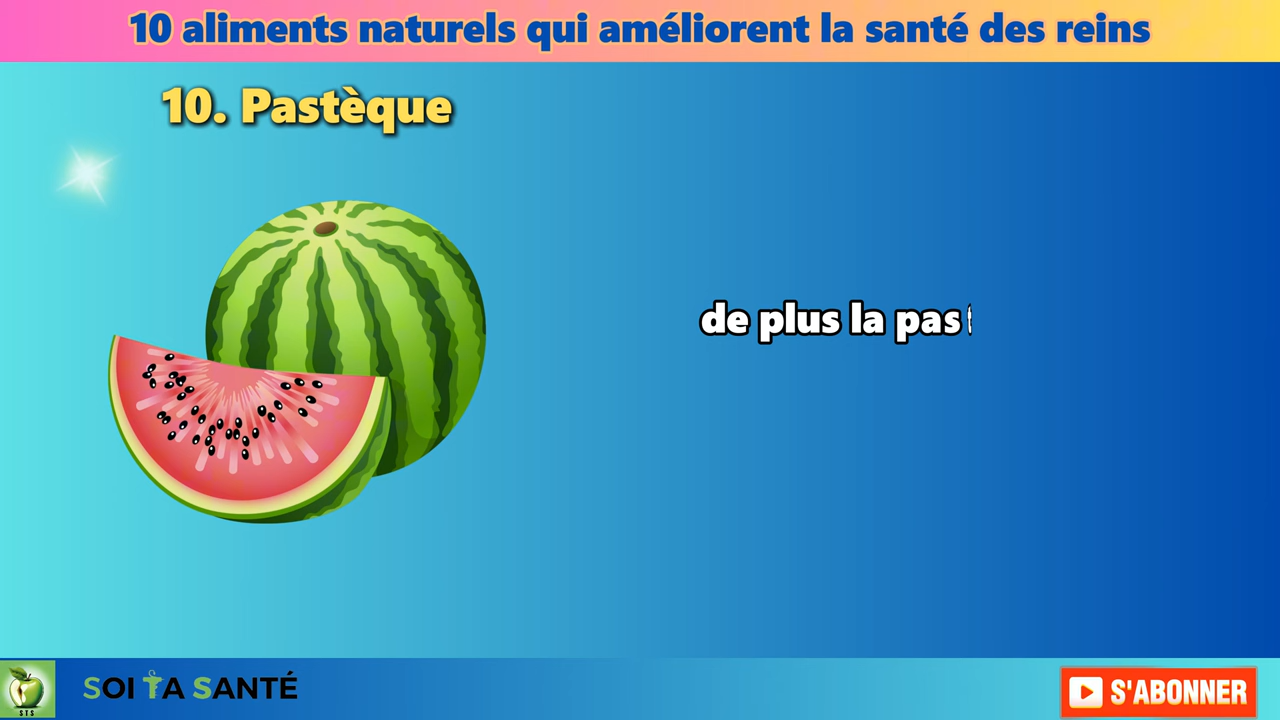 10 aliments naturels qui améliorent la santé des reins
10. Pastèque
de plus la pas
STS
SOI TA SANTÉ
S'ABONNER